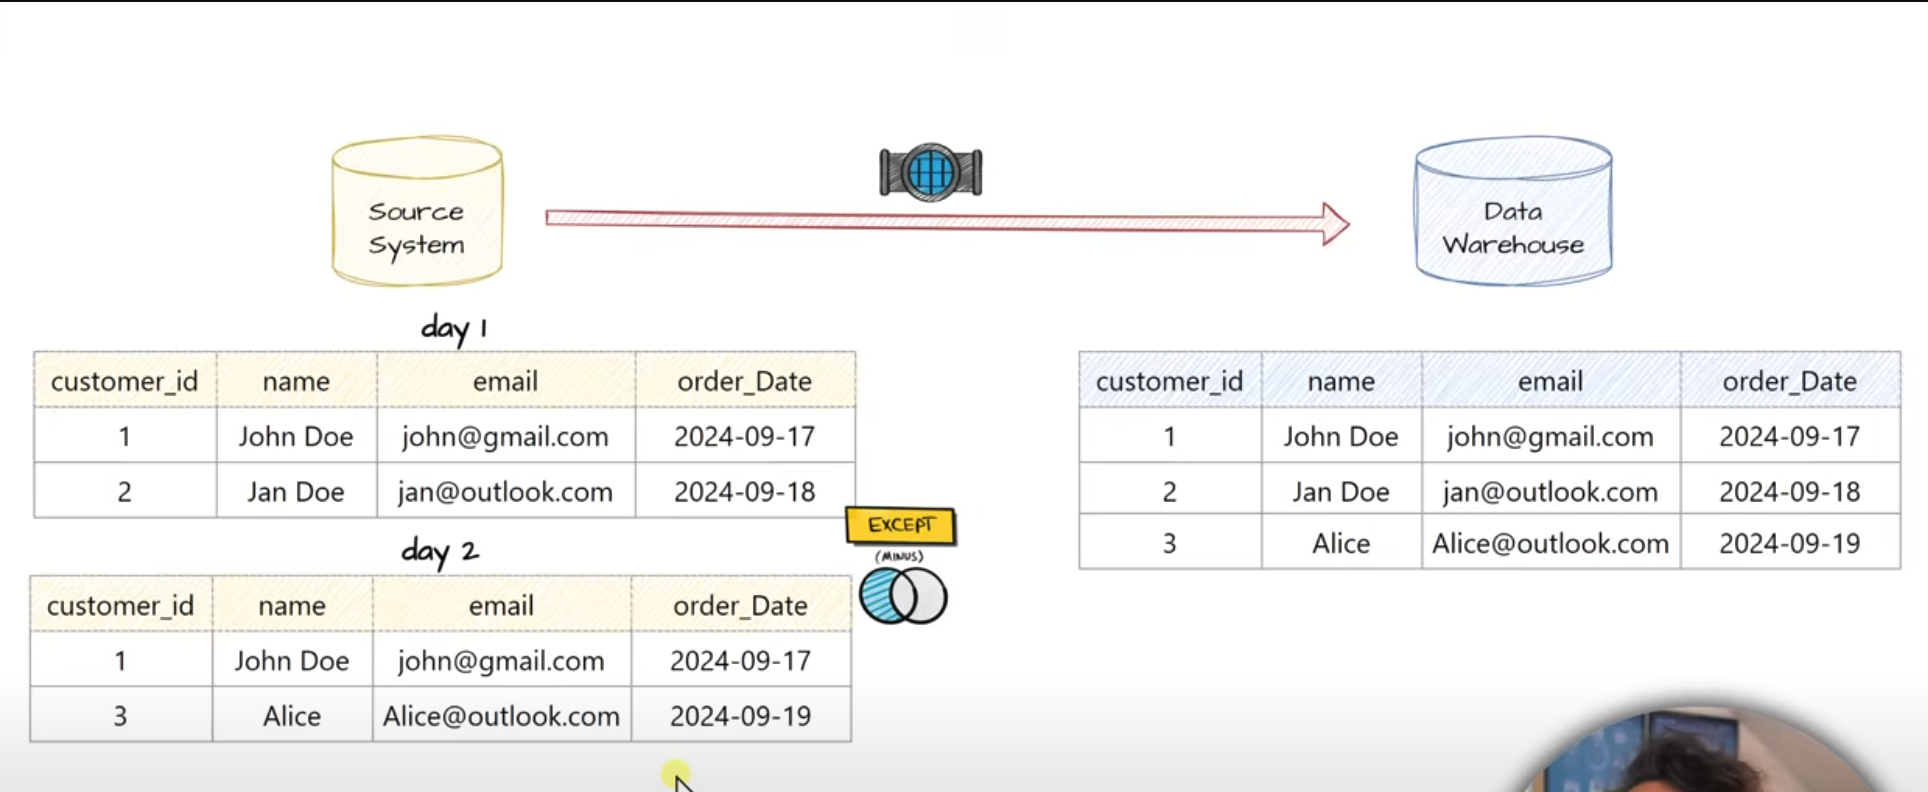 Source
System
Data
Warehouse
day 1
customer_id name email order_Date
1 John Doe john@gmail.com 2024-09-17
2 Jan Doe jan@outlook.com 2024-09-18
EXCEPT
(MINUS)
day 2
customer_id name email order_Date
1 John Doe john@gmail.com 2024-09-17
3 Alice Alice@outlook.com 2024-09-19
customer_id name email order_Date
1 John Doe john@gmail.com 2024-09-17
2 Jan Doe jan@outlook.com 2024-09-18
3 Alice Alice@outlook.com 2024-09-19